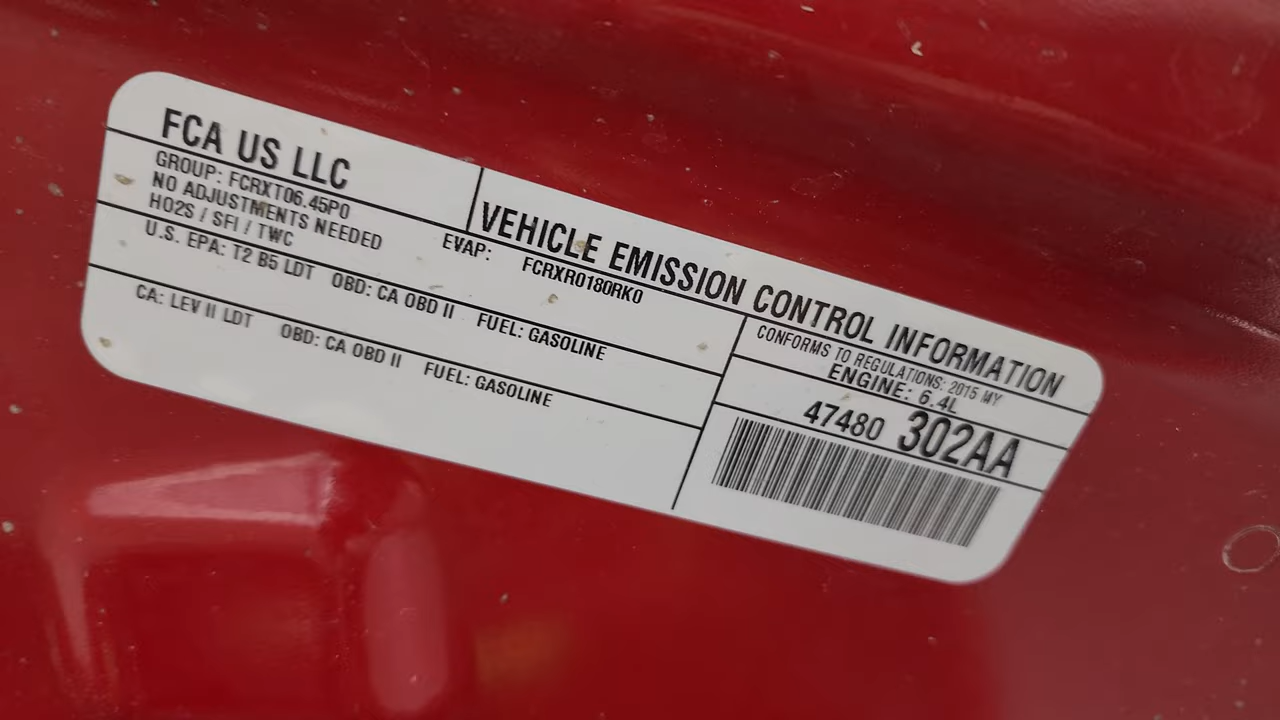 FCA US LLC
VEHICLE EMISSION CONTROL INFORMATION
GROUP: FCRXT06.45P0
EVAP: FCRXR0180RK0
NO ADJUSTMENTS NEEDED
HO2S / SFI / TWC
U.S. EPA: T2 B5 LDT OBD: CA OBD II FUEL: GASOLINE
CA: LEV II LDT OBD: CA OBD II FUEL: GASOLINE
CONFORMS TO REGULATIONS: 2015 MY
ENGINE: 6.4L
47480 302AA